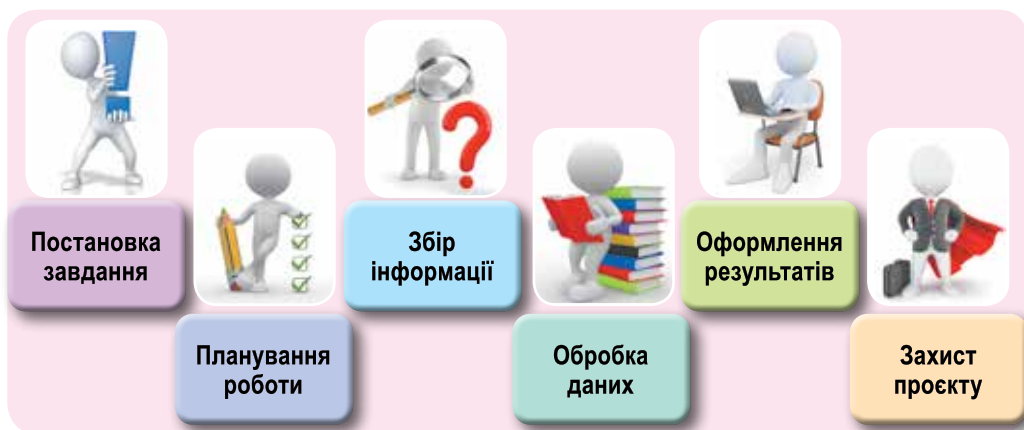 Постановка
завдання
Планування
роботи
Збір
інформації
Обробка
даних
Оформлення
результатів
Захист
проєкту